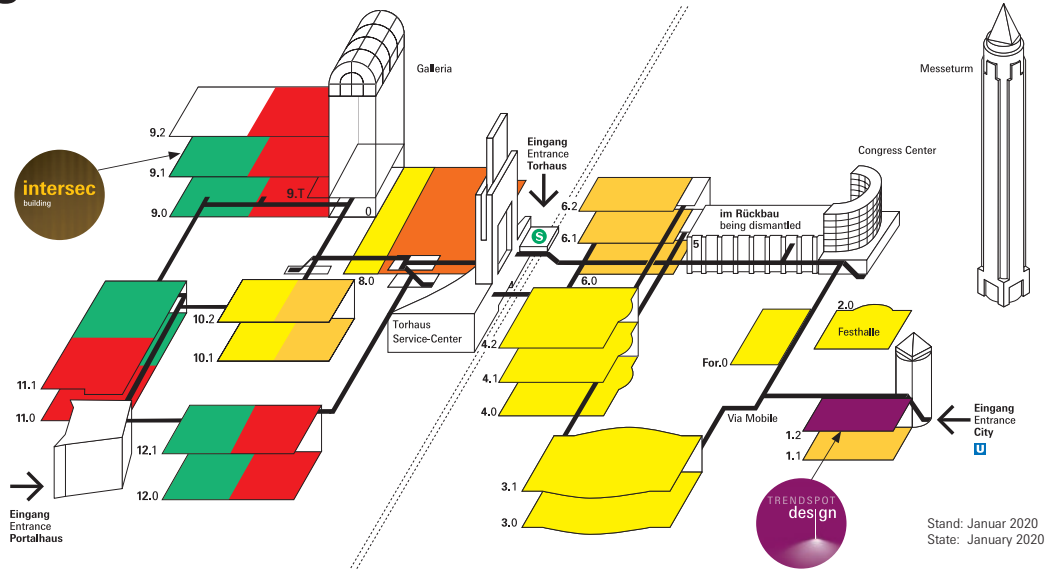 Galleria
Messeturm
9.2
Eingang
Entrance
Torhaus
Congress Center
9.1
intersec
building
9.T
9.0
0
6.2
im Rückbau
being dismantled
S
6.1
5
8.0
6.0
10.2
2.0
Torhaus
Service-Center
Festhalle
4.2
10.1
For.0
11.1
4.1
11.0
4.0
Via Mobile
Eingang
Entrance
City
U
12.1
1.2
1.1
3.1
12.0
TRENDSPOT
design
Eingang
Entrance
Portalhaus
3.0
Stand: Januar 2020
State: January 2020